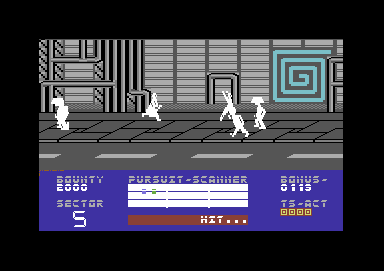 BOUNTY PURSUIT-SCANNER BONUS-
2000 0115
SECTOR TS-ACT
5 HIT...